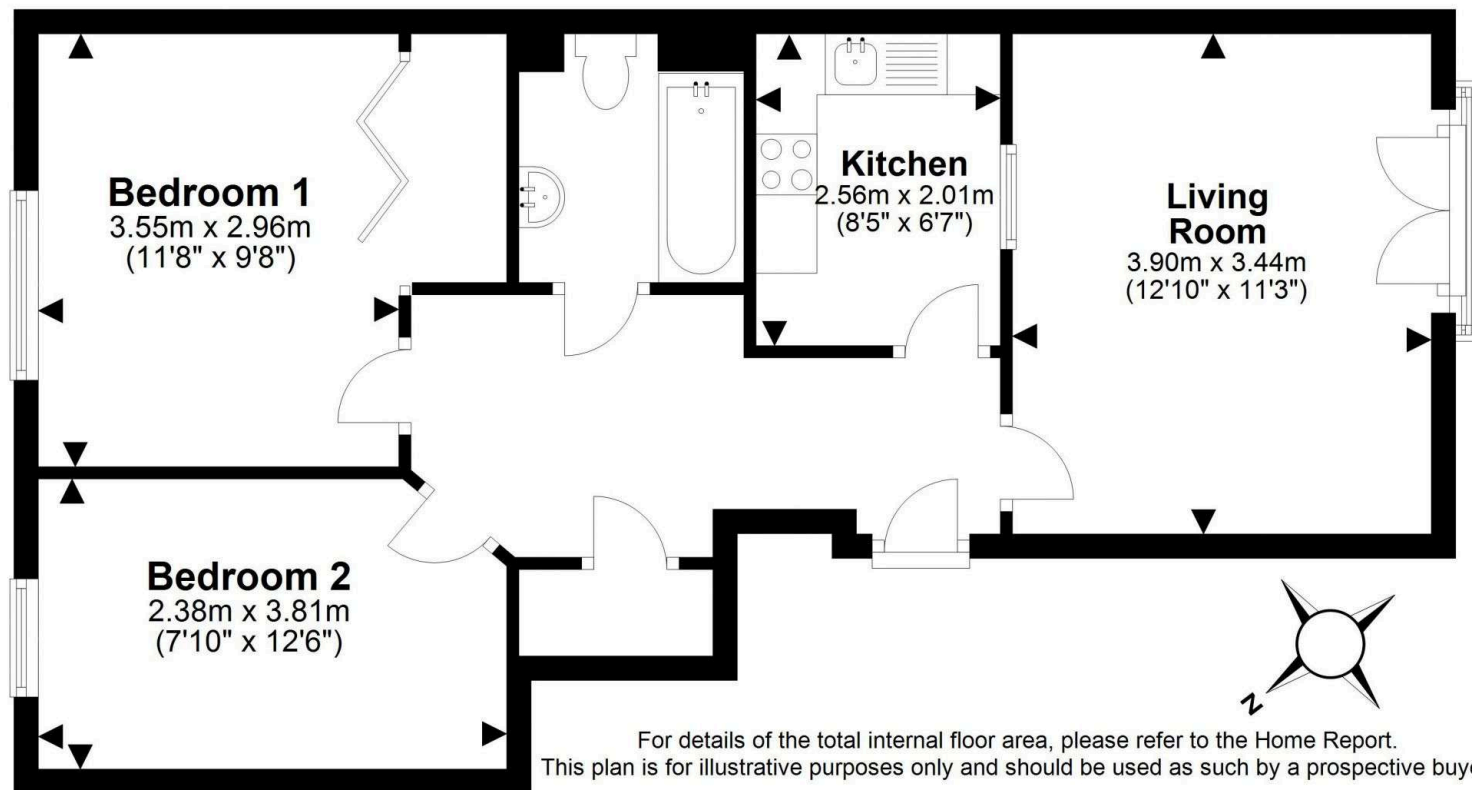 Bedroom 1
3.55m x 2.96m
(11'8" x 9'8")
Kitchen
2.56m x 2.01m
(8'5" x 6'7")
Living
Room
3.90m x 3.44m
(12'10" x 11'3")
Bedroom 2
2.38m x 3.81m
(7'10" x 12'6")
N
For details of the total internal floor area, please refer to the Home Report.
This plan is for illustrative purposes only and should be used as such by a prospective